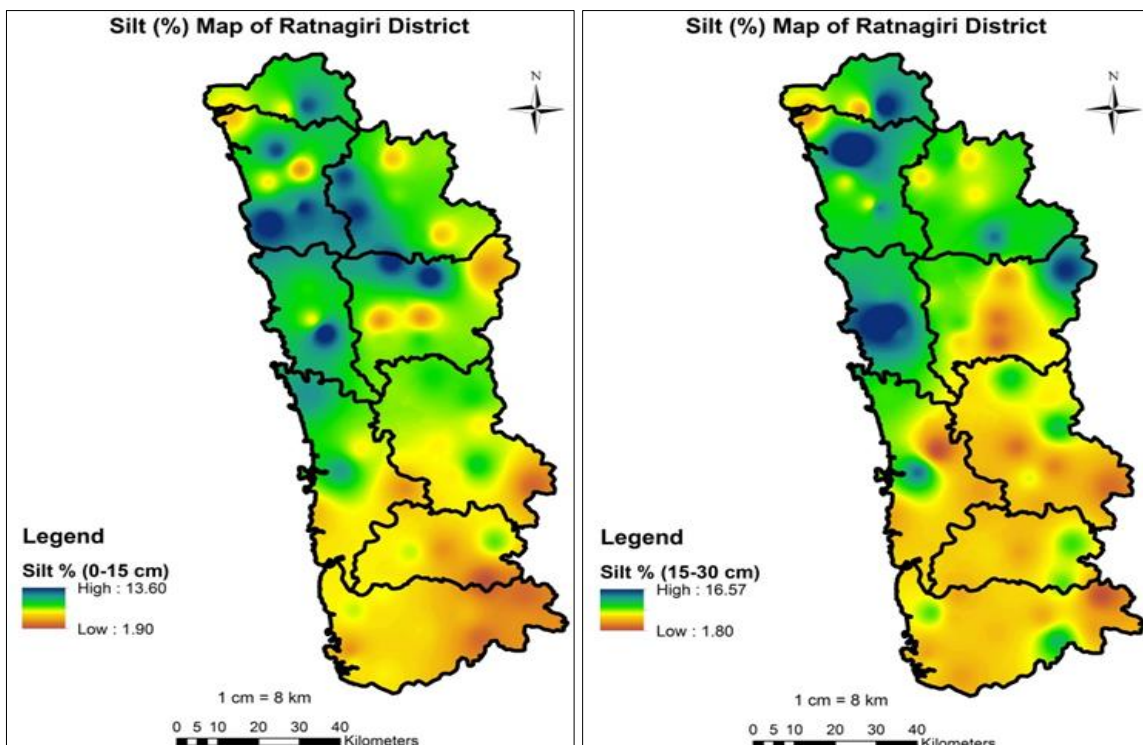 Silt (%) Map of Ratnagiri District
N
Legend
Silt % (0-15 cm)
High : 13.60
Low : 1.90
1 cm = 8 km
0 5 10 20 30 40
Kilometers
Silt (%) Map of Ratnagiri District
N
Legend
Silt % (15-30 cm)
High : 16.57
Low : 1.80
1 cm = 8 km
0 5 10 20 30 40
Kilometers